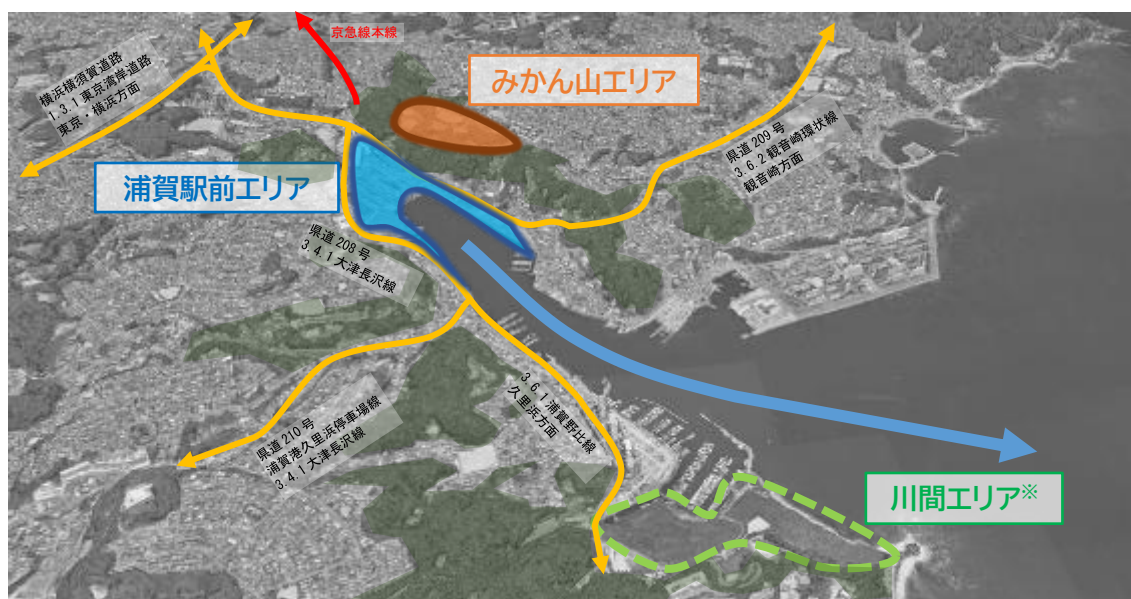 京急線本線
みかん山エリア
横浜横須賀道路
1.3.1東京湾岸道路
東京・横浜方面
県道209号
3.6.2観音崎環状線
観音崎方面
浦賀駅前エリア
県道208号
3.4.1大津長沢線
3.6.1浦賀野比線
久里浜方面
県道210号
浦賀港久里浜停車場線
3.4.1大津長沢線
川間エリア※